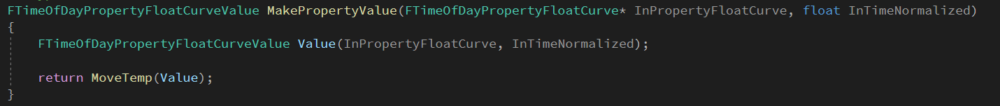 FTimeOfDayPropertyFloatCurveValue MakePropertyValue(FTimeOfDayPropertyFloatCurve* InPropertyFloatCurve, float InTimeNormalized)
{
    FTimeOfDayPropertyFloatCurveValue Value(InPropertyFloatCurve, InTimeNormalized);

    return MoveTemp(Value);
}